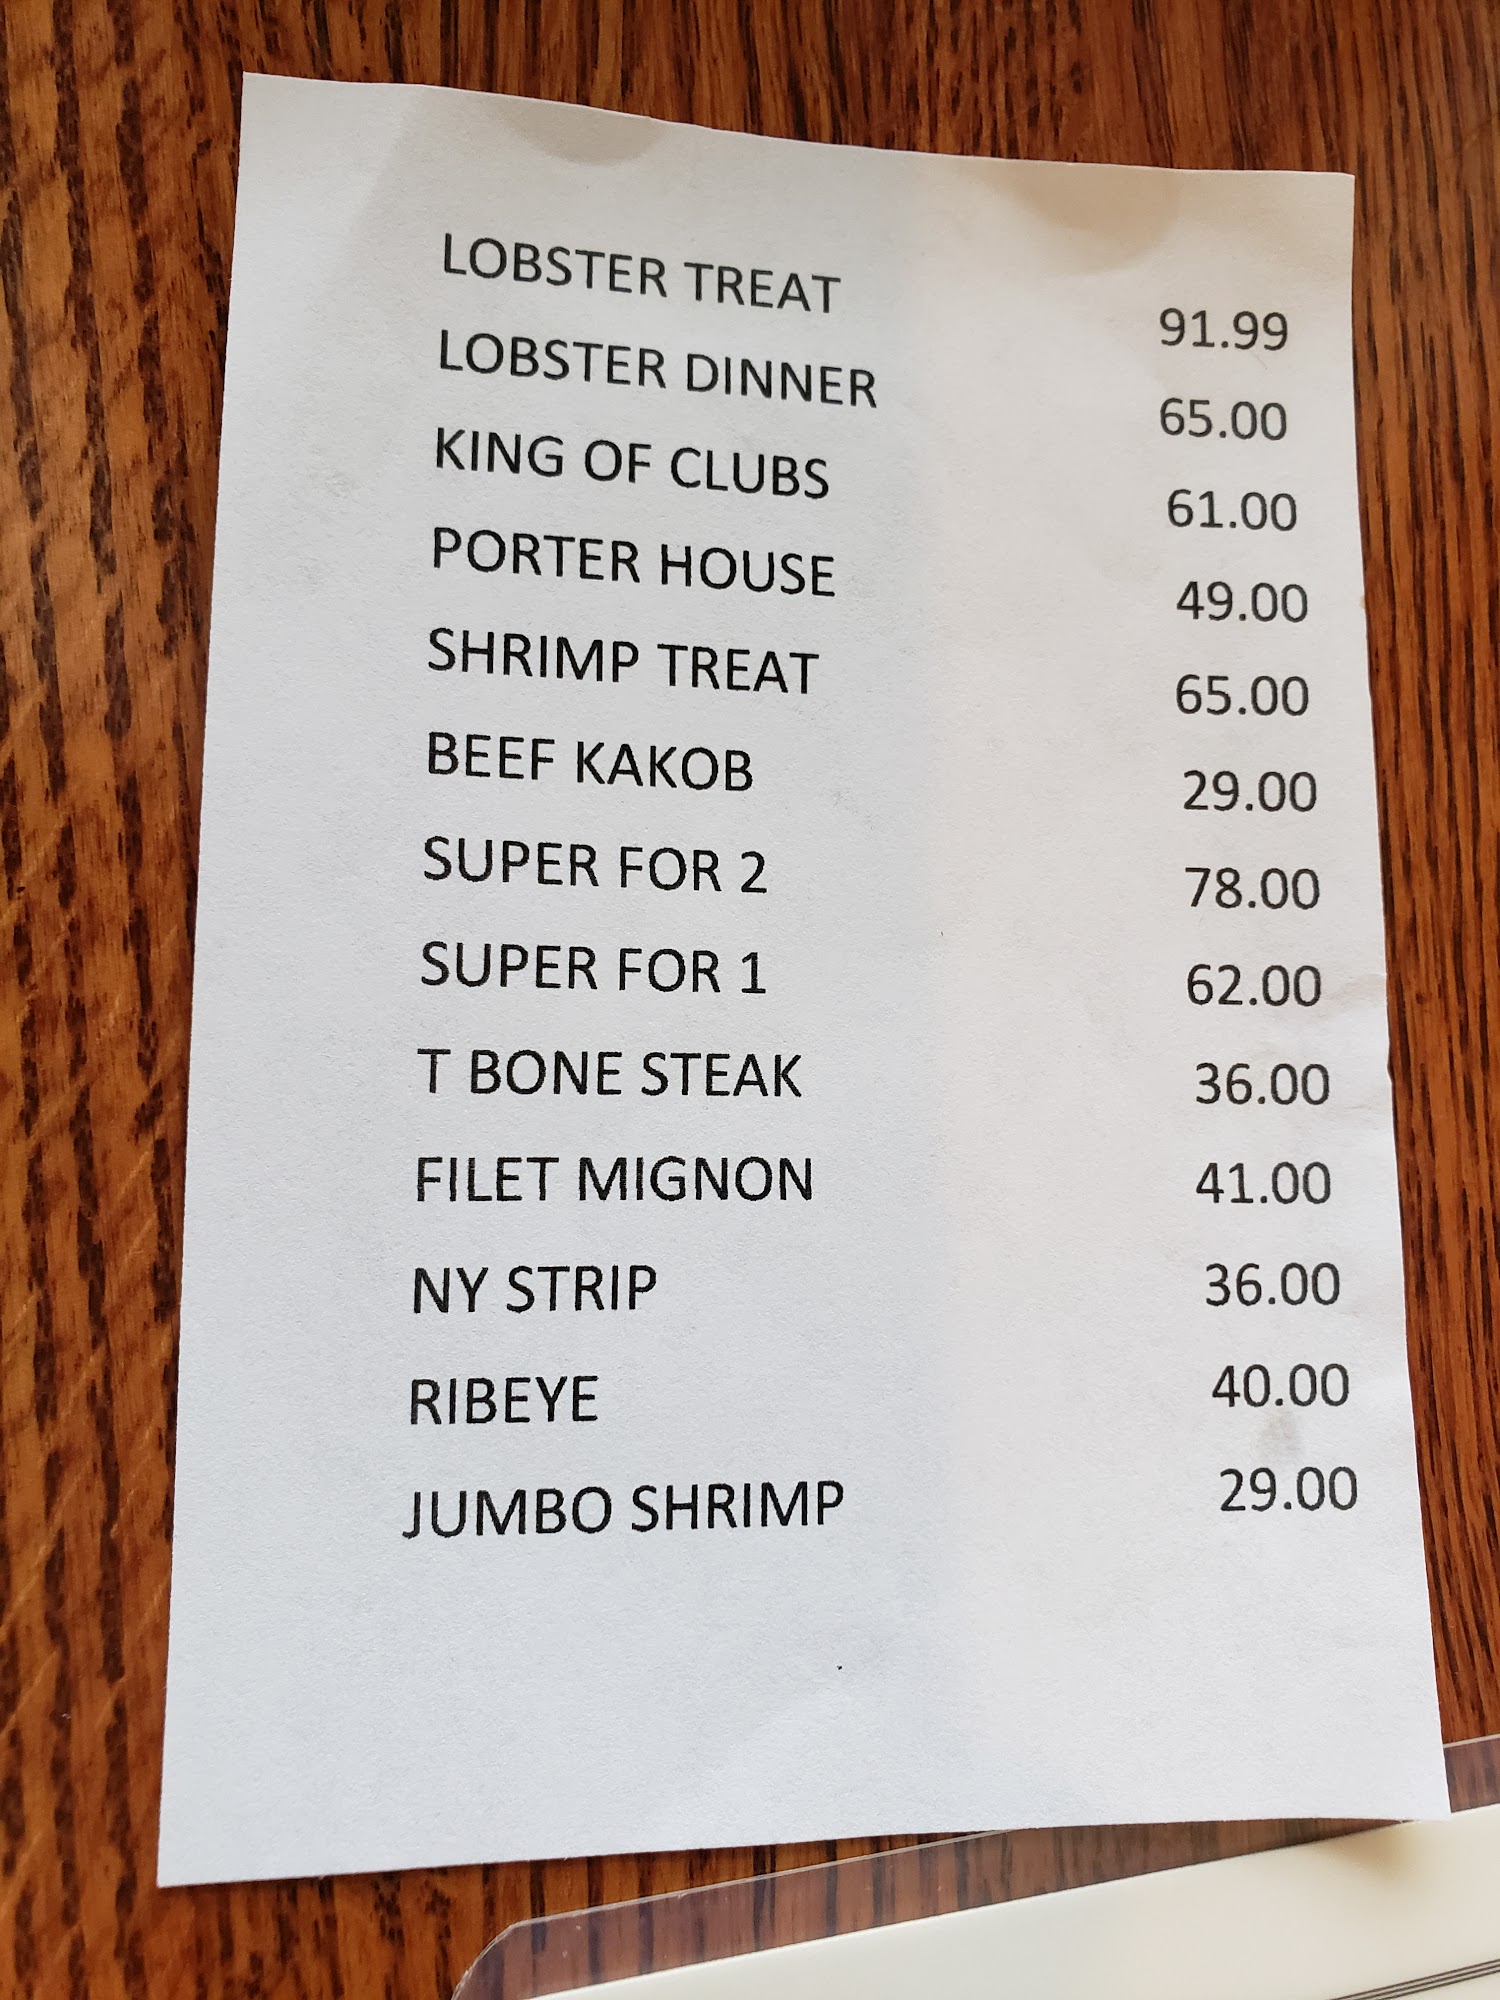 LOBSTER TREAT 91.99
LOBSTER DINNER 65.00
KING OF CLUBS 61.00
PORTER HOUSE 49.00
SHRIMP TREAT 65.00
BEEF KAKOB 29.00
SUPER FOR 2 78.00
SUPER FOR 1 62.00
T BONE STEAK 36.00
FILET MIGNON 41.00
NY STRIP 36.00
RIBEYE 40.00
JUMBO SHRIMP 29.00